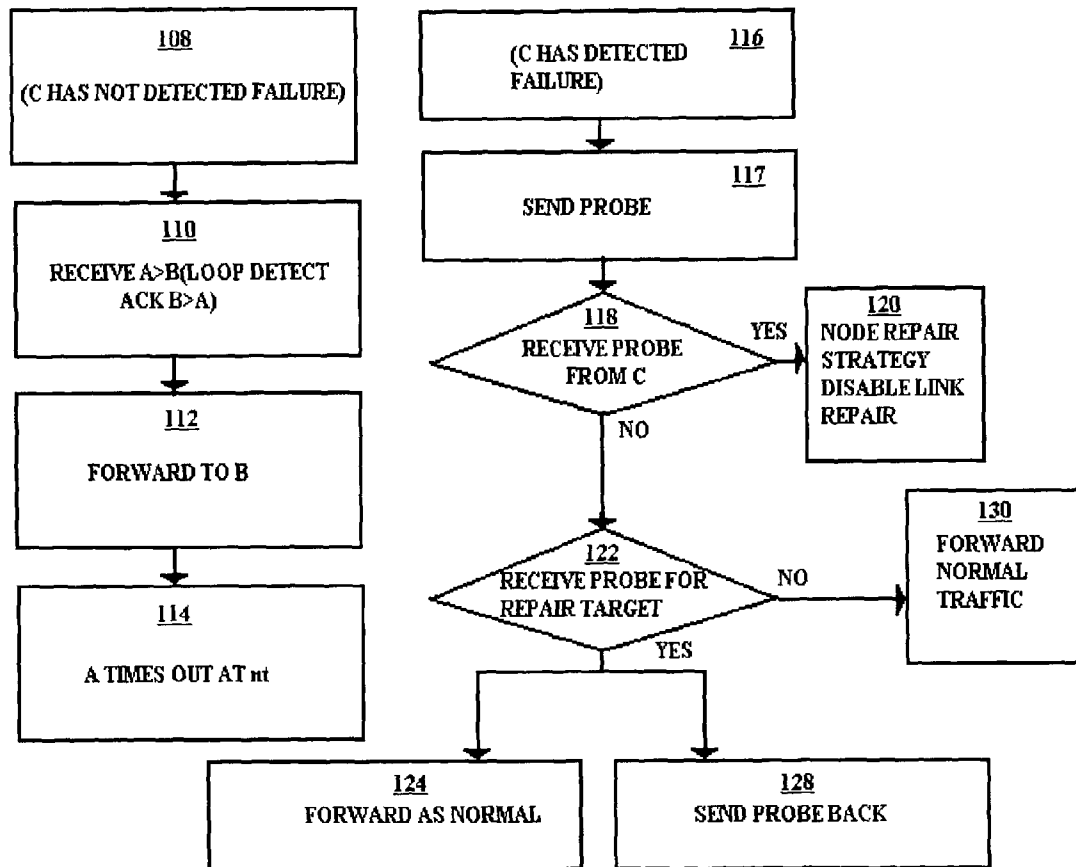 108
(C HAS NOT DETECTED FAILURE)
110
RECEIVE A>B(LOOP DETECT
ACK B>A)
112
FORWARD TO B
114
A TIMES OUT AT nt
116
(C HAS DETECTED
FAILURE)
117
SEND PROBE
118
RECEIVE PROBE
FROM C
YES
NO
120
NODE REPAIR
STRATEGY
DISABLE LINK
REPAIR
122
RECEIVE PROBE FOR
REPAIR TARGET
NO
YES
130
FORWARD
NORMAL
TRAFFIC
124
FORWARD AS NORMAL
128
SEND PROBE BACK